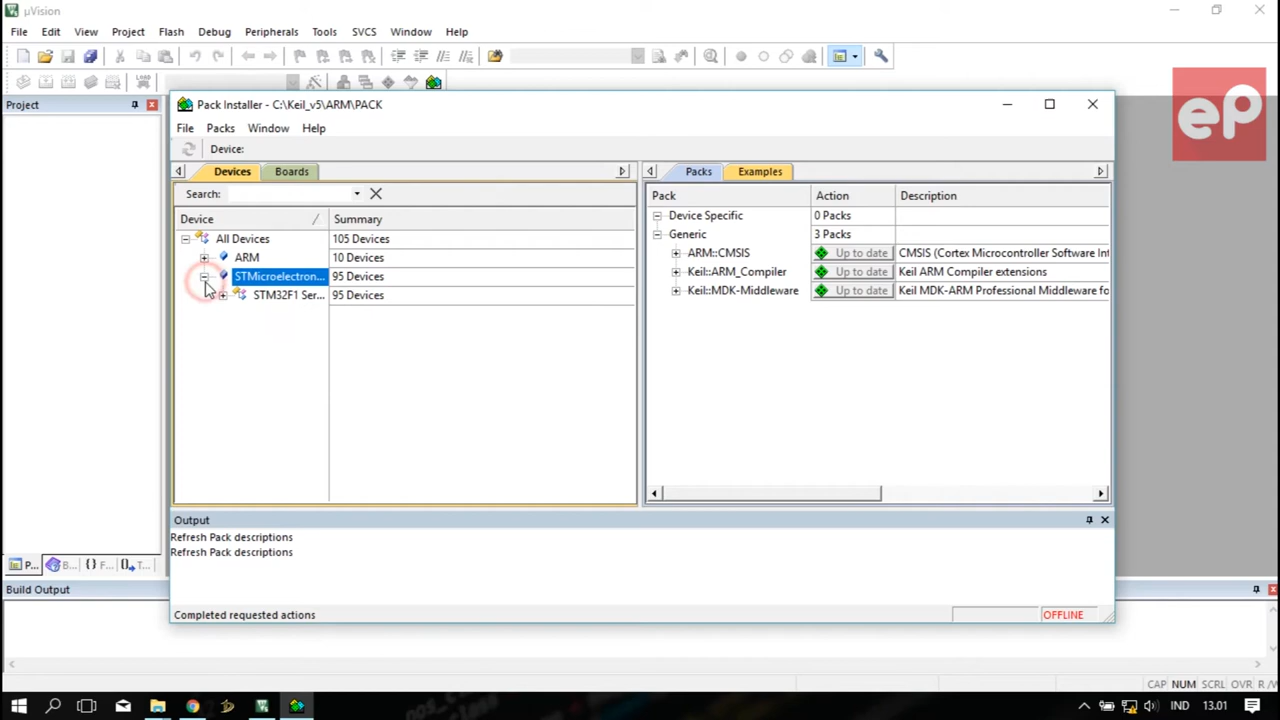 µVision
File Edit View Project Flash Debug Peripherals Tools SVCS Window Help
LOAD
Project
eP
Pack Installer - C:\Keil_v5\ARM\PACK
File Packs Window Help
Device:
Devices Boards
Packs Examples
Search:
Device Summary
All Devices 105 Devices
ARM 10 Devices
STMicroelectron... 95 Devices
STM32F1 Ser... 95 Devices
Pack Action Description
Device Specific 0 Packs
Generic 3 Packs
ARM::CMSIS Up to date CMSIS (Cortex Microcontroller Software Int
Keil::ARM_Compiler Up to date Keil ARM Compiler extensions
Keil::MDK-Middleware Up to date Keil MDK-ARM Professional Middleware fo
Output
Refresh Pack descriptions
Refresh Pack descriptions
Completed requested actions OFFLINE
P... B... {} F... 0→ T...
Build Output
CAP NUM SCRL OVR R /W
IND 13.01